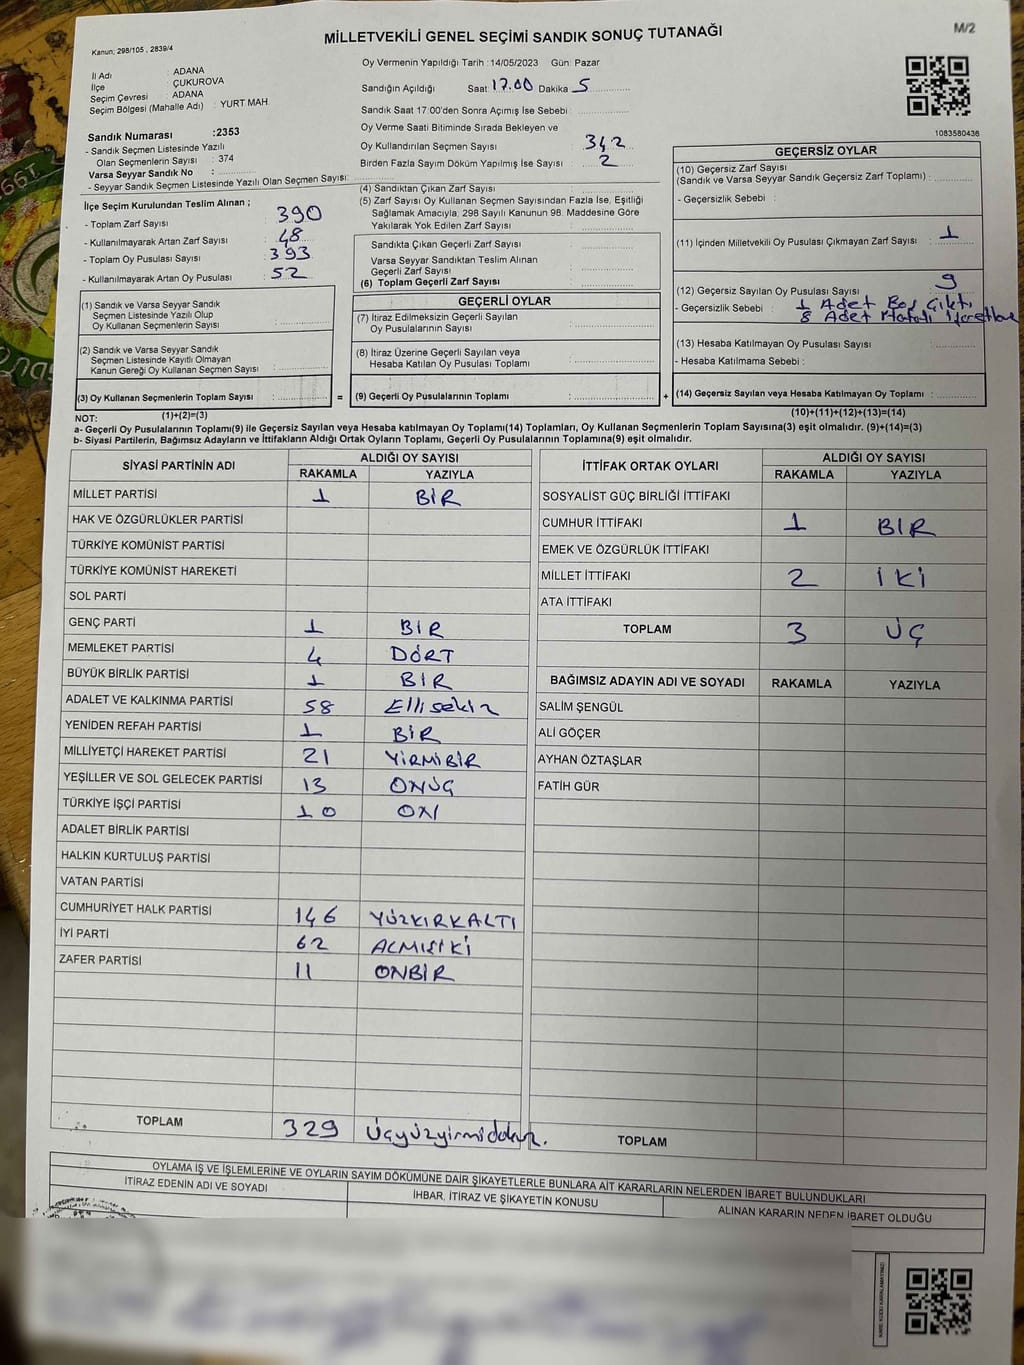 M/2
MİLLETVEKİLİ GENEL SEÇİMİ SANDIK SONUÇ TUTANAĞI
Kanun; 298/105 , 2839/4
İl Adı : ADANA
İlçe : ÇUKUROVA
Seçim Çevresi : ADANA
Seçim Bölgesi (Mahalle Adı) : YURT MAH.
Sandık Numarası :2353
- Sandık Seçmen Listesinde Yazılı
Olan Seçmenlerin Sayısı : 374
Varsa Seyyar Sandık No :
- Seyyar Sandık Seçmen Listesinde Yazılı Olan Seçmen Sayısı:
Oy Vermenin Yapıldığı Tarih : 14/05/2023 Gün: Pazar
Sandığın Açıldığı Saat: 17.00 Dakika 5
Sandık Saat 17:00'den Sonra Açımış İse Sebebi :
Oy Verme Saati Bitiminde Sırada Bekleyen ve
Oy Kullandırılan Seçmen Sayısı : 342
Birden Fazla Sayım Döküm Yapılmış İse Sayısı : 2
1083580436
İlçe Seçim Kurulundan Teslim Alınan ;
- Toplam Zarf Sayısı : 390
- Kullanılmayarak Artan Zarf Sayısı : 48
- Toplam Oy Pusulası Sayısı : 393
- Kullanılmayarak Artan Oy Pusulası : 52
(1) Sandık ve Varsa Seyyar Sandık
Seçmen Listesinde Yazılı Olup
Oy Kullanan Seçmenlerin Sayısı :
(2) Sandık ve Varsa Seyyar Sandık
Seçmen Listesinde Kayıtlı Olmayan
Kanun Gereği Oy Kullanan Seçmen Sayısı :
(3) Oy Kullanan Seçmenlerin Toplam Sayısı :
(4) Sandıktan Çıkan Zarf Sayısı :
(5) Zarf Sayısı Oy Kullanan Seçmen Sayısından Fazla İse, Eşitliği
Sağlamak Amacıyla; 298 Sayılı Kanunun 98. Maddesine Göre
Yakılarak Yok Edilen Zarf Sayısı :
Sandıkta Çıkan Geçerli Zarf Sayısı :
Varsa Seyyar Sandıktan Teslim Alınan
Geçerli Zarf Sayısı :
(6) Toplam Geçerli Zarf Sayısı :
GEÇERLİ OYLAR
(7) İtiraz Edilmeksizin Geçerli Sayılan
Oy Pusulalarının Sayısı :
(8) İtiraz Üzerine Geçerli Sayılan veya
Hesaba Katılan Oy Pusulası Toplamı :
= (9) Geçerli Oy Pusulalarının Toplamı :
GEÇERSİZ OYLAR
(10) Geçersiz Zarf Sayısı
(Sandık ve Varsa Seyyar Sandık Geçersiz Zarf Toplamı) :
- Geçersizlik Sebebi :
(11) İçinden Milletvekili Oy Pusulası Çıkmayan Zarf Sayısı : 1
(12) Geçersiz Sayılan Oy Pusulası Sayısı : 9
- Geçersizlik Sebebi : 1 Adet Boş Çıktı
8 Adet Hatalı
(13) Hesaba Katılmayan Oy Pusulası Sayısı :
- Hesaba Katılmama Sebebi :
+ (14) Geçersiz Sayılan veya Hesaba Katılmayan Oy Toplamı :
NOT: (1)+(2)=(3)
(10)+(11)+(12)+(13)=(14)
a- Geçerli Oy Pusulalarının Toplamı(9) ile Geçersiz Sayılan veya Hesaba katılmayan Oy Toplamı(14) Toplamları, Oy Kullanan Seçmenlerin Toplam Sayısına(3) eşit olmalıdır. (9)+(14)=(3)
b- Siyasi Partilerin, Bağımsız Adayların ve İttifakların Aldığı Ortak Oyların Toplamı, Geçerli Oy Pusulalarının Toplamına(9) eşit olmalıdır.
SİYASİ PARTİNİN ADI ALDIĞI OY SAYISI
RAKAMLA YAZIYLA
MİLLET PARTİSİ 1 BİR
HAK VE ÖZGÜRLÜKLER PARTİSİ
TÜRKİYE KOMÜNİST PARTİSİ
TÜRKİYE KOMÜNİST HAREKETİ
SOL PARTİ
GENÇ PARTİ 1 BIR
MEMLEKET PARTİSİ 4 DÖRT
BÜYÜK BİRLİK PARTİSİ 1 BIR
ADALET VE KALKINMA PARTİSİ 58 Ellisekiz
YENİDEN REFAH PARTİSİ 1 BİR
MİLLİYETÇİ HAREKET PARTİSİ 21 YİRMİBİR
YEŞİLLER VE SOL GELECEK PARTİSİ 13 ONÜÇ
TÜRKİYE İŞÇİ PARTİSİ 10 ON
ADALET BİRLİK PARTİSİ
HALKIN KURTULUŞ PARTİSİ
VATAN PARTİSİ
CUMHURİYET HALK PARTİSİ 146 YÜZKIRKALTI
İYİ PARTİ 62 ALMIŞİKİ
ZAFER PARTİSİ 11 ONBİR
TOPLAM 329 üçyüzyirmidokuz.
İTTİFAK ORTAK OYLARI ALDIĞI OY SAYISI
RAKAMLA YAZIYLA
SOSYALİST GÜÇ BİRLİĞİ İTTİFAKI
CUMHUR İTTİFAKI 1 BIR
EMEK VE ÖZGÜRLÜK İTTİFAKI
MİLLET İTTİFAKI 2 İKİ
ATA İTTİFAKI
TOPLAM 3 ÜÇ
BAĞIMSIZ ADAYIN ADI VE SOYADI RAKAMLA YAZIYLA
SALİM ŞENGÜL
ALİ GÖÇER
AYHAN ÖZTAŞLAR
FATİH GÜR
TOPLAM
OYLAMA İŞ VE İŞLEMLERİNE VE OYLARIN SAYIM DÖKÜMÜNE DAİR ŞİKAYETLERLE BUNLARA AİT KARARLARIN NELERDEN İBARET BULUNDUKLARI
İTİRAZ EDENİN ADI VE SOYADI
İHBAR, İTİRAZ VE ŞİKAYETİN KONUSU
ALINAN KARARIN NEDEN İBARET OLDUĞU
KARE KODU KARALAMAYINIZ!